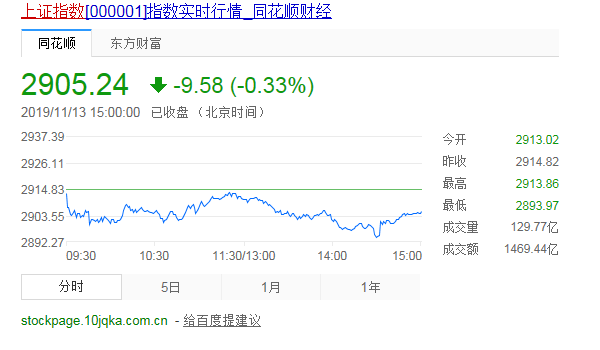 上证指数[000001]指数实时行情_同花顺财经
同花顺 东方财富
2905.24 -9.58 (-0.33%)
2019/11/13 15:00:00 已收盘 （北京时间）
2937.39
2926.11
2914.83
2903.55
2892.27
09:30 10:30 11:30/13:00 14:00 15:00
今开 2913.02
昨收 2914.82
最高 2913.86
最低 2893.97
成交量 129.77亿
成交额 1469.44亿
分时 5日 1月 1年
stockpage.10jqka.com.cn - 给百度提建议